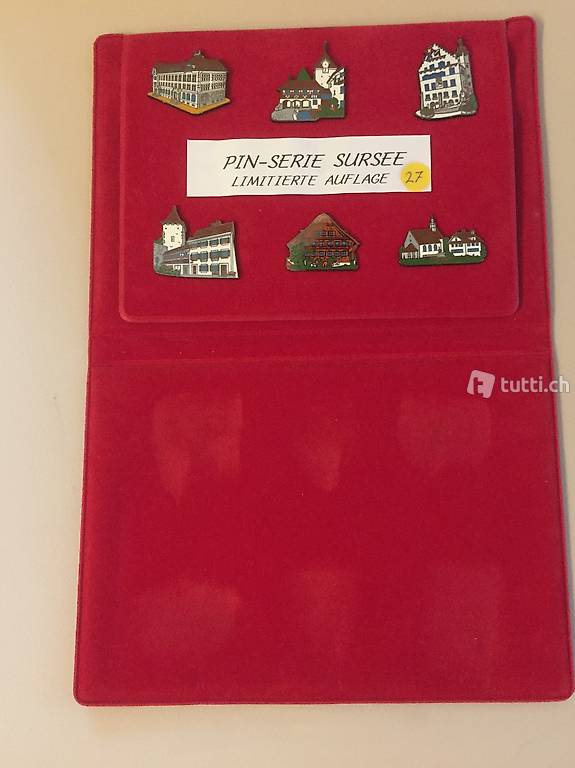 PIN-SERIE SURSEE
LIMITIERTE AUFLAGE 27
tutti.ch